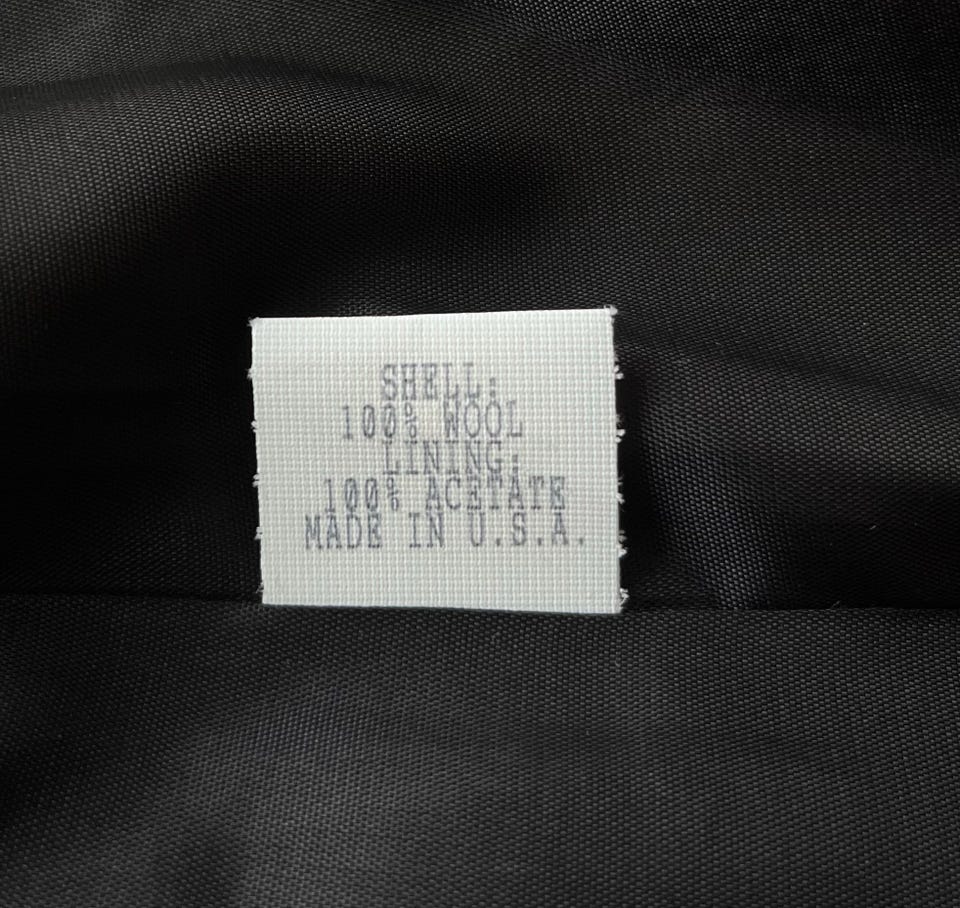 SHELL:
100% WOOL
LINING:
100% ACETATE
MADE IN U.S.A.